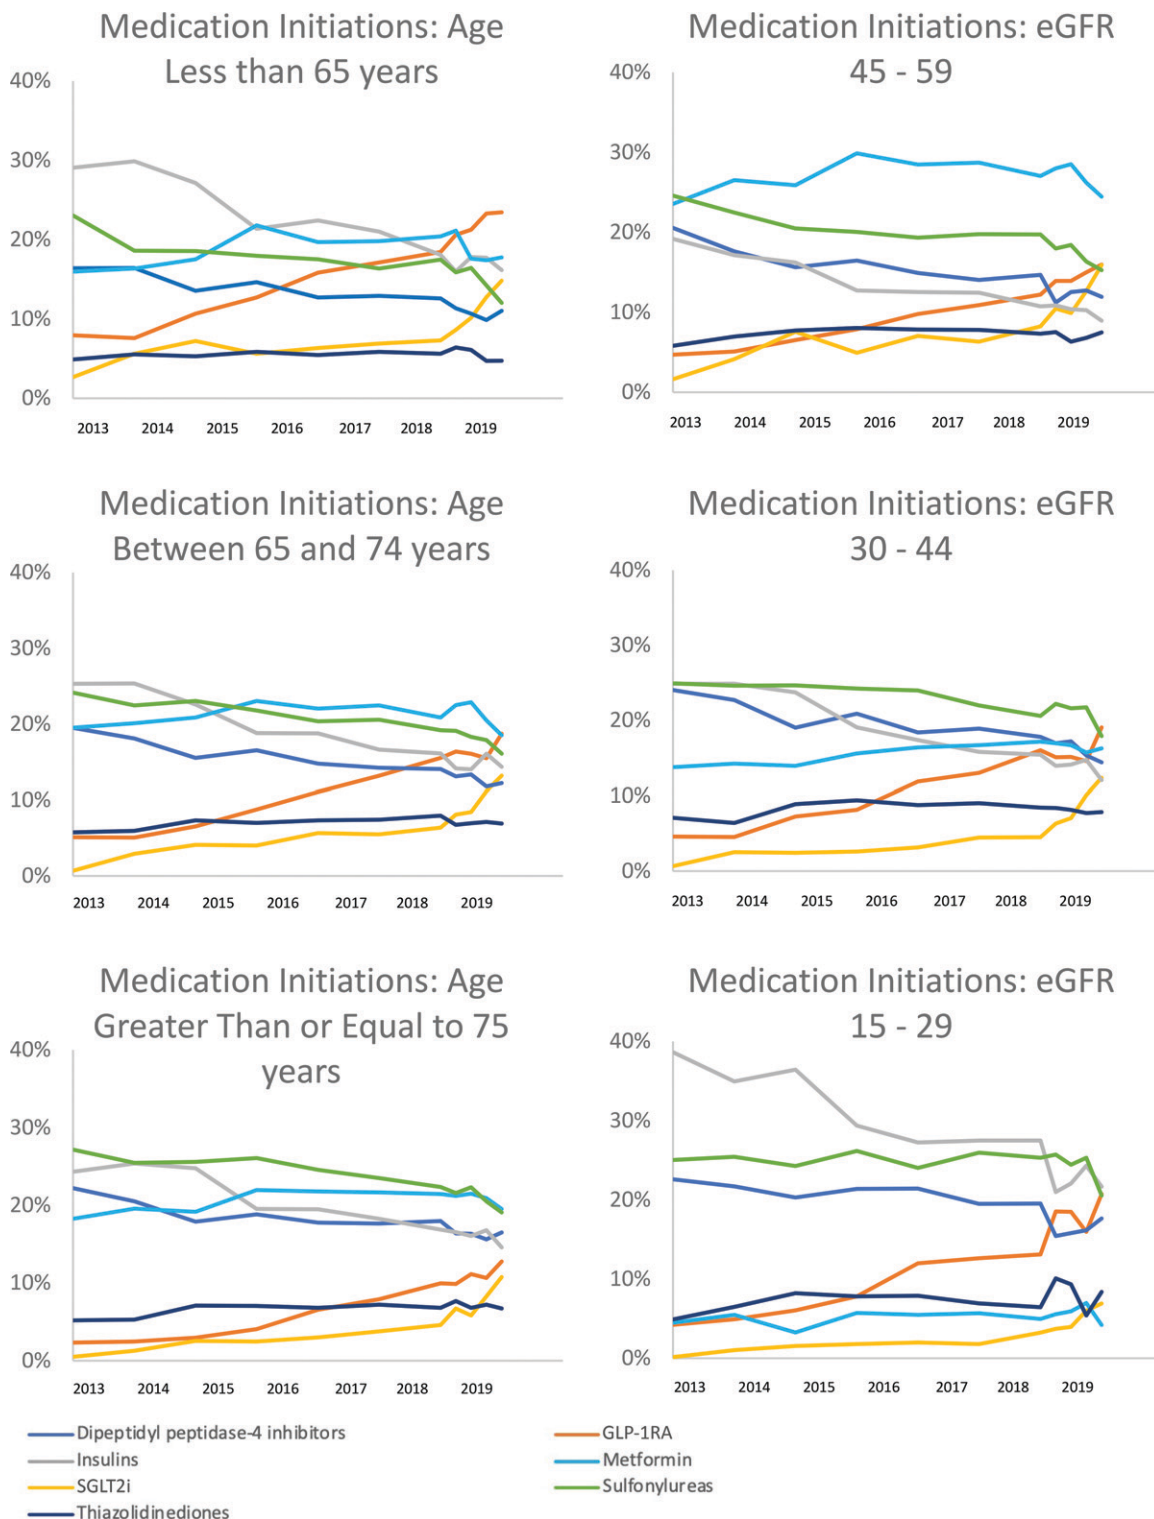 Medication Initiations: Age
Less than 65 years
40%
30%
20%
10%
0%
2013 2014 2015 2016 2017 2018 2019
Medication Initiations: eGFR
45 - 59
40%
30%
20%
10%
0%
2013 2014 2015 2016 2017 2018 2019
Medication Initiations: Age
Between 65 and 74 years
40%
30%
20%
10%
0%
2013 2014 2015 2016 2017 2018 2019
Medication Initiations: eGFR
30 - 44
40%
30%
20%
10%
0%
2013 2014 2015 2016 2017 2018 2019
Medication Initiations: Age
Greater Than or Equal to 75
years
40%
30%
20%
10%
0%
2013 2014 2015 2016 2017 2018 2019
Medication Initiations: eGFR
15 - 29
40%
30%
20%
10%
0%
2013 2014 2015 2016 2017 2018 2019
Dipeptidyl peptidase-4 inhibitors
GLP-1RA
Insulins
Metformin
SGLT2i
Sulfonylureas
Thiazolidinediones